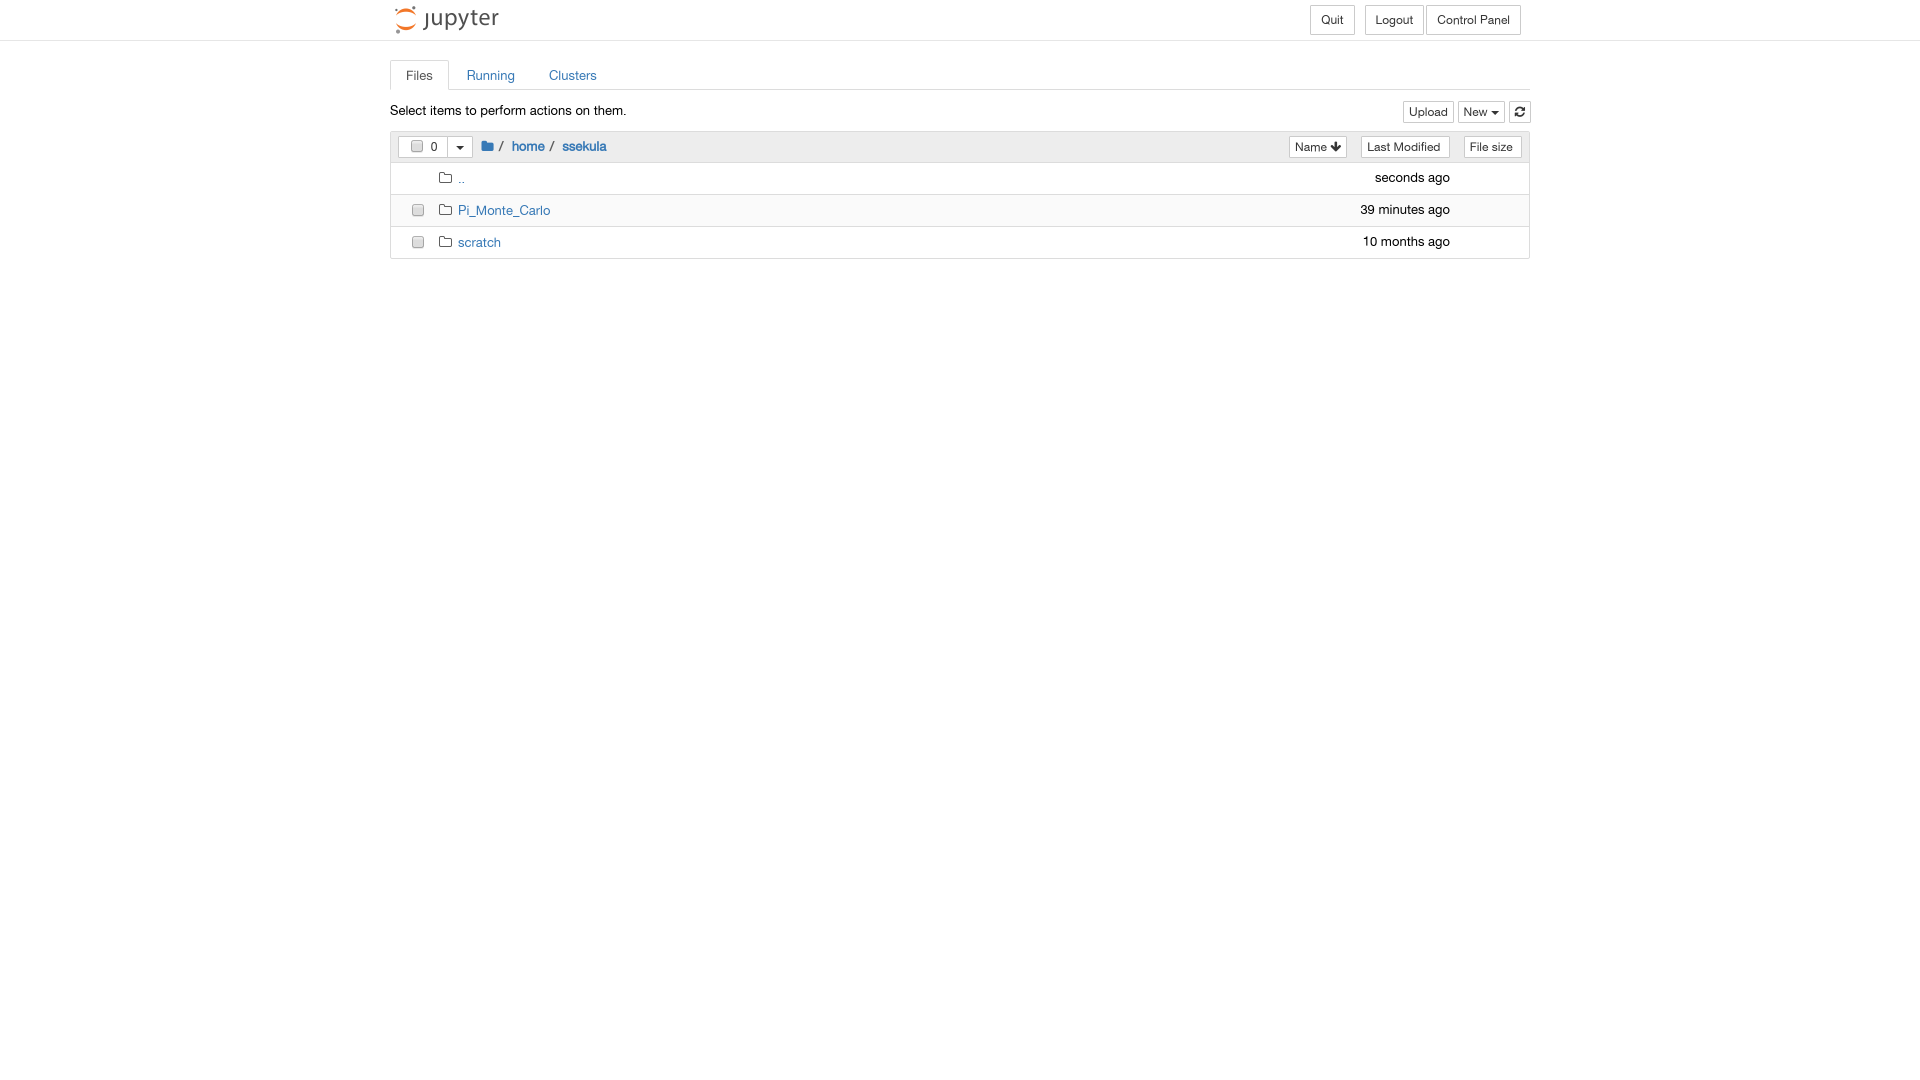 jupyter
Quit Logout Control Panel
Files Running Clusters
Select items to perform actions on them.
Upload New
0 / home / ssekula Name Last Modified File size
.. seconds ago
Pi_Monte_Carlo 39 minutes ago
scratch 10 months ago